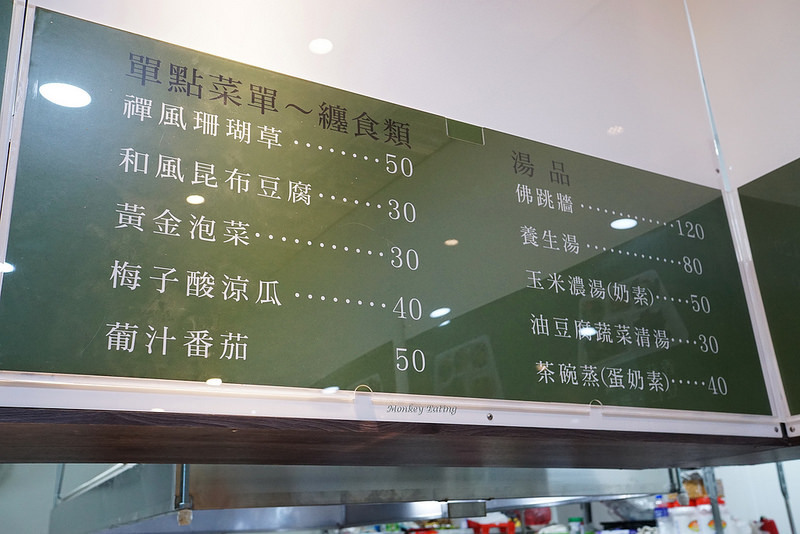 單點菜單～纏食類
禪風珊瑚草‧‧‧‧‧‧‧‧‧50
和風昆布豆腐‧‧‧‧‧‧30
黃金泡菜‧‧‧‧‧‧‧‧‧‧‧30
梅子酸涼瓜‧‧‧‧‧‧‧‧40
葡汁番茄 50
湯品
佛跳牆‧‧‧‧‧‧‧‧‧‧‧‧120
養生湯‧‧‧‧‧‧‧‧‧‧‧‧80
玉米濃湯(奶素)‧‧‧‧‧50
油豆腐蔬菜清湯‧‧‧‧30
茶碗蒸(蛋奶素)‧‧‧‧‧40
Monkey Eating